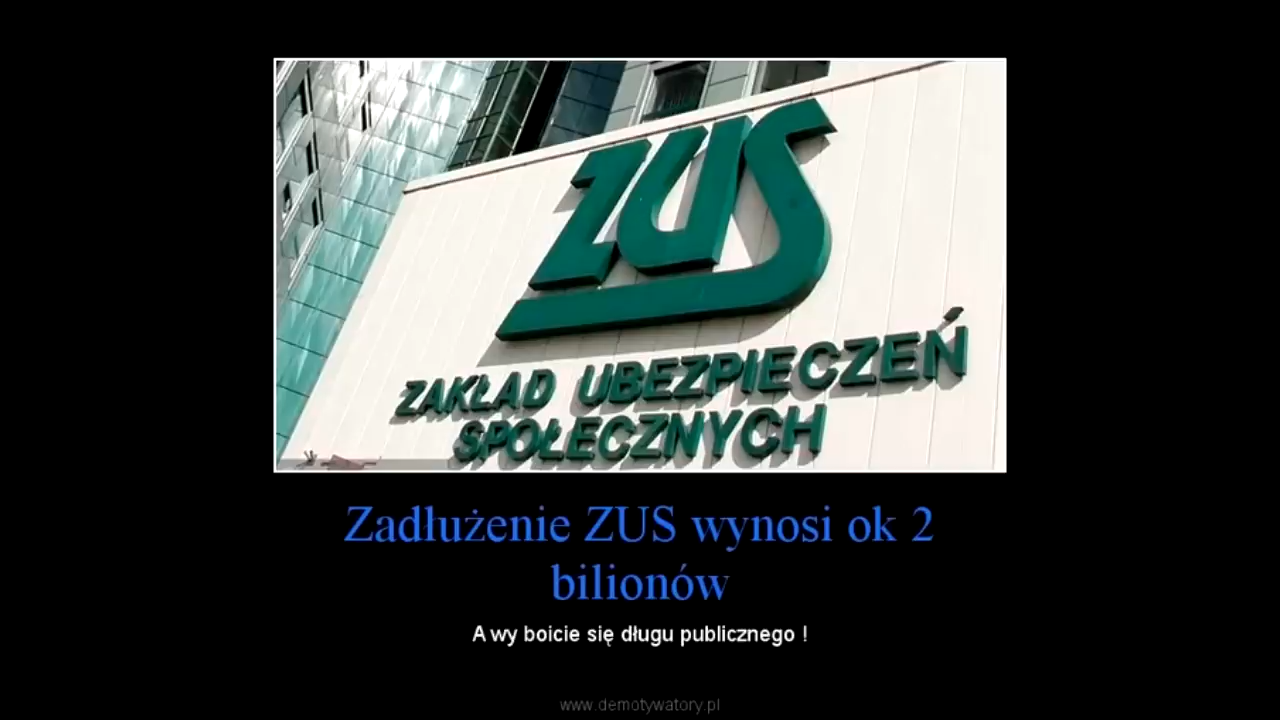 ZUS
ZAKŁAD UBEZPIECZEŃ
SPOŁECZNYCH
Zadłużenie ZUS wynosi ok 2
bilionów
A wy boicie się długu publicznego !
www.demotywatory.pl